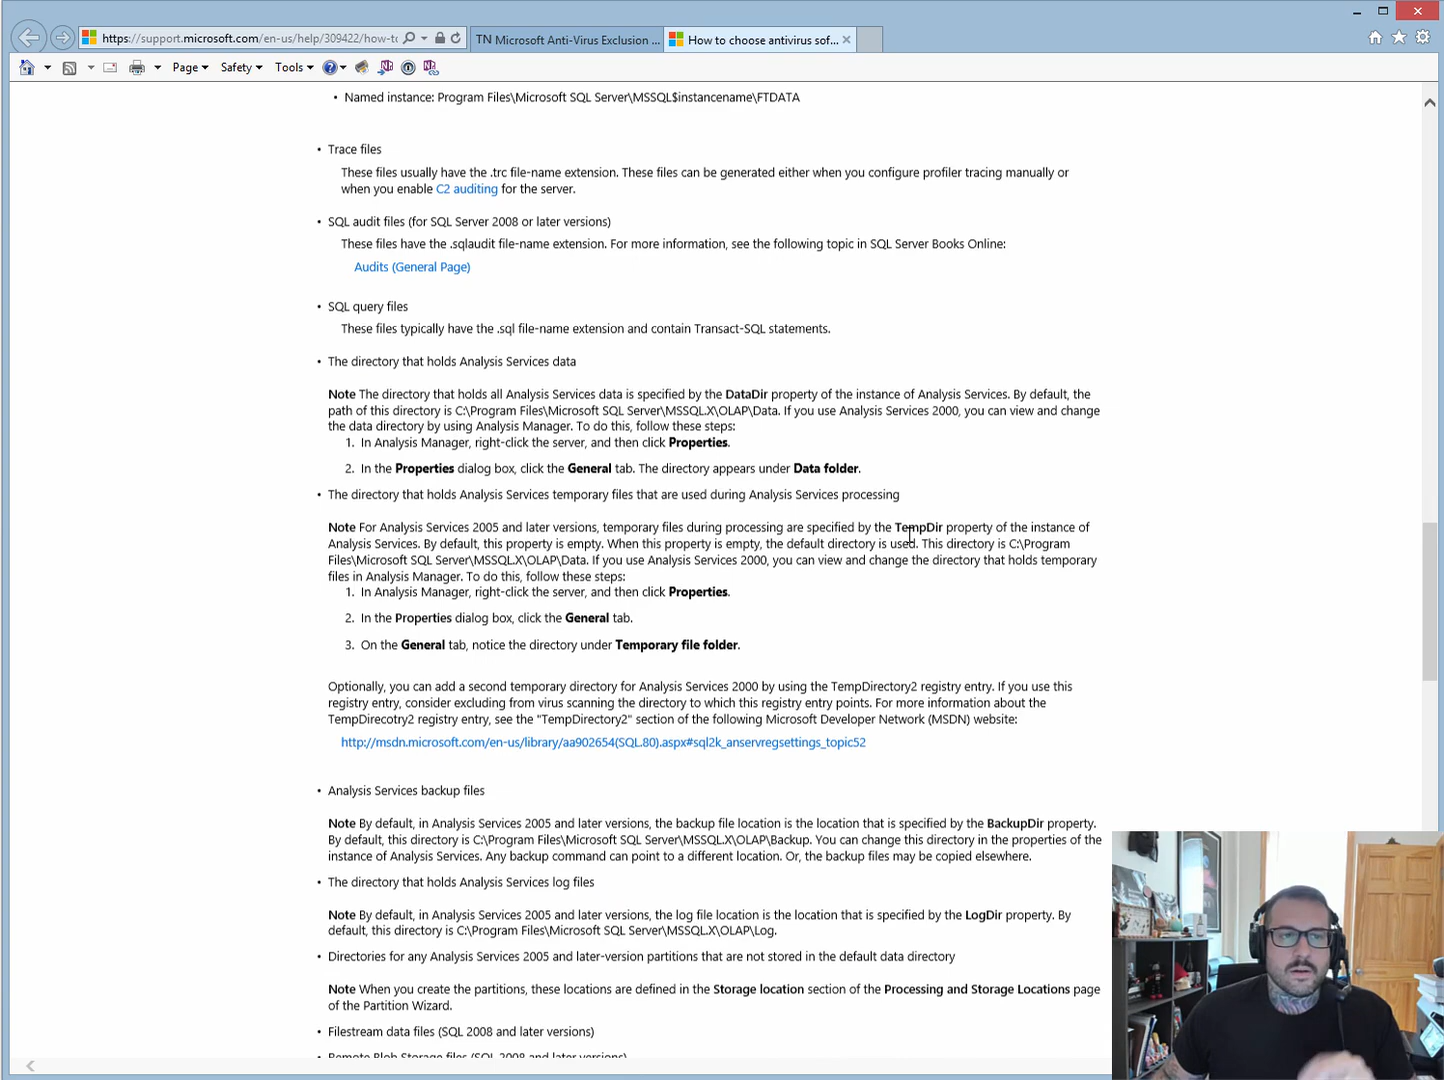 https://support.microsoft.com/en-us/help/309422/how-to
TN Microsoft Anti-Virus Exclusion ...
How to choose antivirus sof...
Page
Safety
Tools
• Named instance: Program Files\Microsoft SQL Server\MSSQL$instancename\FTDATA
• Trace files
These files usually have the .trc file-name extension. These files can be generated either when you configure profiler tracing manually or
when you enable C2 auditing for the server.
• SQL audit files (for SQL Server 2008 or later versions)
These files have the .sqlaudit file-name extension. For more information, see the following topic in SQL Server Books Online:
Audits (General Page)
• SQL query files
These files typically have the .sql file-name extension and contain Transact-SQL statements.
• The directory that holds Analysis Services data
Note The directory that holds all Analysis Services data is specified by the DataDir property of the instance of Analysis Services. By default, the
path of this directory is C:\Program Files\Microsoft SQL Server\MSSQL.X\OLAP\Data. If you use Analysis Services 2000, you can view and change
the data directory by using Analysis Manager. To do this, follow these steps:
1. In Analysis Manager, right-click the server, and then click Properties.
2. In the Properties dialog box, click the General tab. The directory appears under Data folder.
• The directory that holds Analysis Services temporary files that are used during Analysis Services processing
Note For Analysis Services 2005 and later versions, temporary files during processing are specified by the TempDir property of the instance of
Analysis Services. By default, this property is empty. When this property is empty, the default directory is used. This directory is C:\Program
Files\Microsoft SQL Server\MSSQL.X\OLAP\Data. If you use Analysis Services 2000, you can view and change the directory that holds temporary
files in Analysis Manager. To do this, follow these steps:
1. In Analysis Manager, right-click the server, and then click Properties.
2. In the Properties dialog box, click the General tab.
3. On the General tab, notice the directory under Temporary file folder.
Optionally, you can add a second temporary directory for Analysis Services 2000 by using the TempDirectory2 registry entry. If you use this
registry entry, consider excluding from virus scanning the directory to which this registry entry points. For more information about the
TempDirecotry2 registry entry, see the "TempDirectory2" section of the following Microsoft Developer Network (MSDN) website:
http://msdn.microsoft.com/en-us/library/aa902654(SQL.80).aspx#sql2k_anservregsettings_topic52
• Analysis Services backup files
Note By default, in Analysis Services 2005 and later versions, the backup file location is the location that is specified by the BackupDir property.
By default, this directory is C:\Program Files\Microsoft SQL Server\MSSQL.X\OLAP\Backup. You can change this directory in the properties of the
instance of Analysis Services. Any backup command can point to a different location. Or, the backup files may be copied elsewhere.
• The directory that holds Analysis Services log files
Note By default, in Analysis Services 2005 and later versions, the log file location is the location that is specified by the LogDir property. By
default, this directory is C:\Program Files\Microsoft SQL Server\MSSQL.X\OLAP\Log.
• Directories for any Analysis Services 2005 and later-version partitions that are not stored in the default data directory
Note When you create the partitions, these locations are defined in the Storage location section of the Processing and Storage Locations page
of the Partition Wizard.
• Filestream data files (SQL 2008 and later versions)
• Remote Blob Storage files (SQL 2008 and later versions)